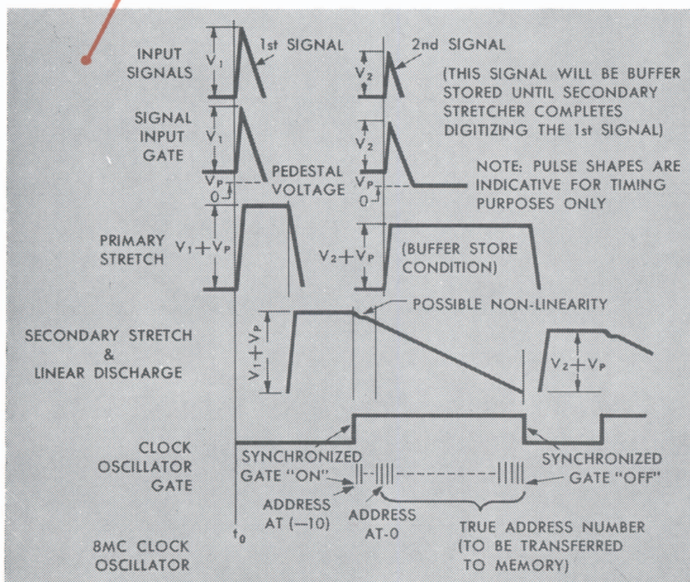 INPUT
SIGNALS
V₁
1st SIGNAL
V₂
2nd SIGNAL
(THIS SIGNAL WILL BE BUFFER
STORED UNTIL SECONDARY
STRETCHER COMPLETES
DIGITIZING THE 1st SIGNAL)
SIGNAL
INPUT
GATE
V₁
Vₚ
0
PEDESTAL
VOLTAGE
V₂
Vₚ
0
NOTE: PULSE SHAPES ARE
INDICATIVE FOR TIMING
PURPOSES ONLY
PRIMARY
STRETCH
V₁+Vₚ
V₂+Vₚ
(BUFFER STORE
CONDITION)
POSSIBLE NON-LINEARITY
SECONDARY STRETCH
&
LINEAR DISCHARGE
V₁+Vₚ
V₂+Vₚ
CLOCK
OSCILLATOR
GATE
SYNCHRONIZED
GATE "ON"
SYNCHRONIZED
GATE "OFF"
ADDRESS
AT (−10)
ADDRESS
AT-0
TRUE ADDRESS NUMBER
(TO BE TRANSFERRED
TO MEMORY)
t₀
8MC CLOCK
OSCILLATOR